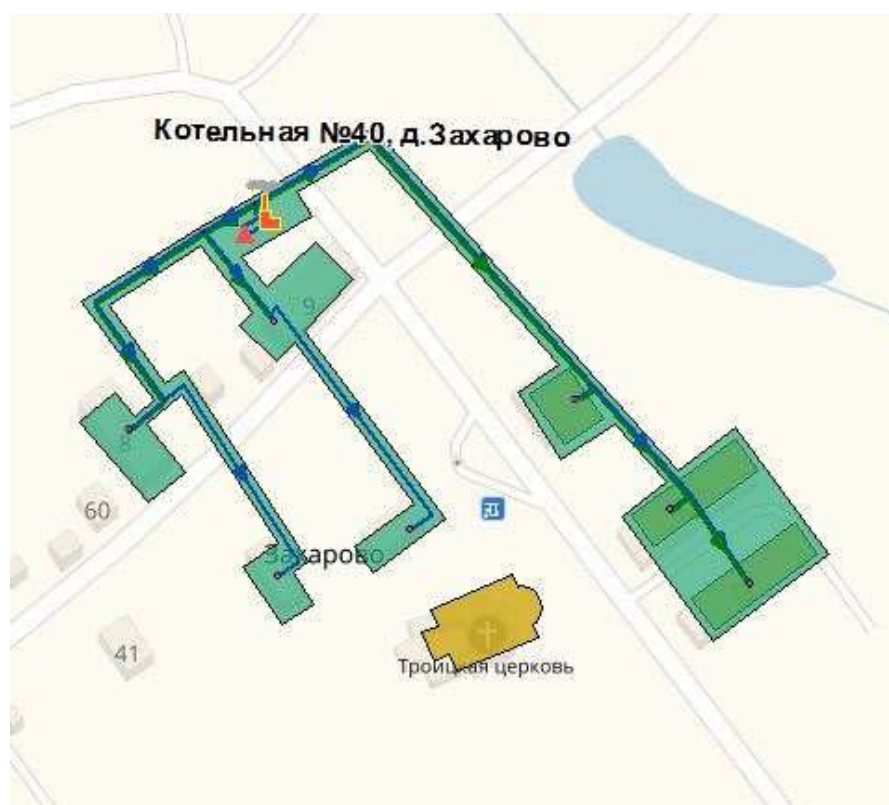 Котельная №40, д.Захарово
9
8
60
Захарово
41
Троицкая церковь